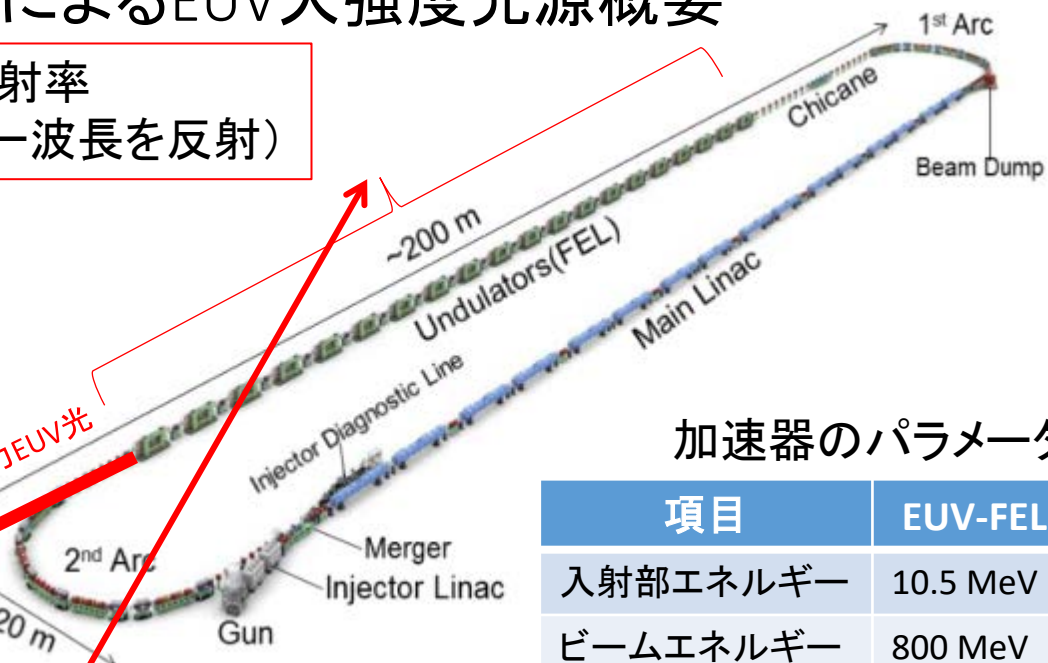 によるEUV大強度光源概要
射率
一波長を反射）
1st Arc
Chicane
Beam Dump
~200 m
Undulators(FEL)
Main Linac
EUV光
Injector Diagnostic Line
2nd Arc
Merger
Injector Linac
Gun
20 m
加速器のパラメータ
項目 EUV-FEL
入射部エネルギー 10.5 MeV
ビームエネルギー 800 MeV